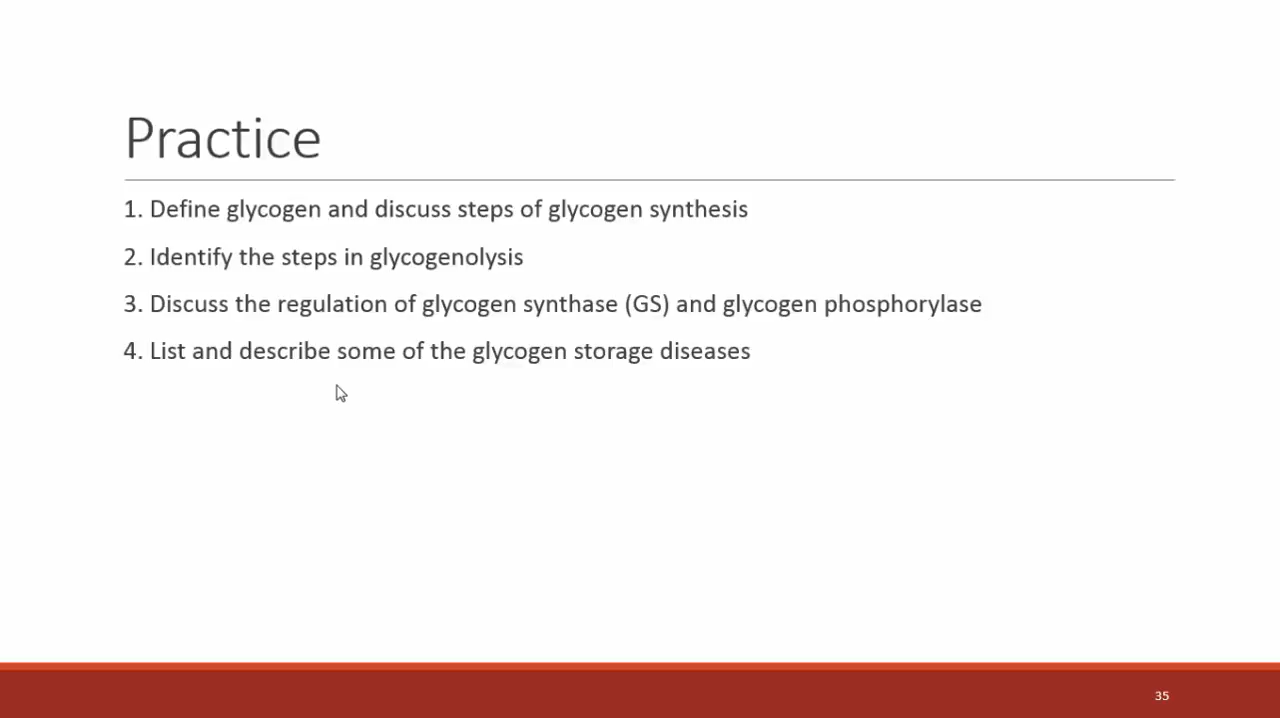 Practice
1. Define glycogen and discuss steps of glycogen synthesis
2. Identify the steps in glycogenolysis
3. Discuss the regulation of glycogen synthase (GS) and glycogen phosphorylase
4. List and describe some of the glycogen storage diseases
35